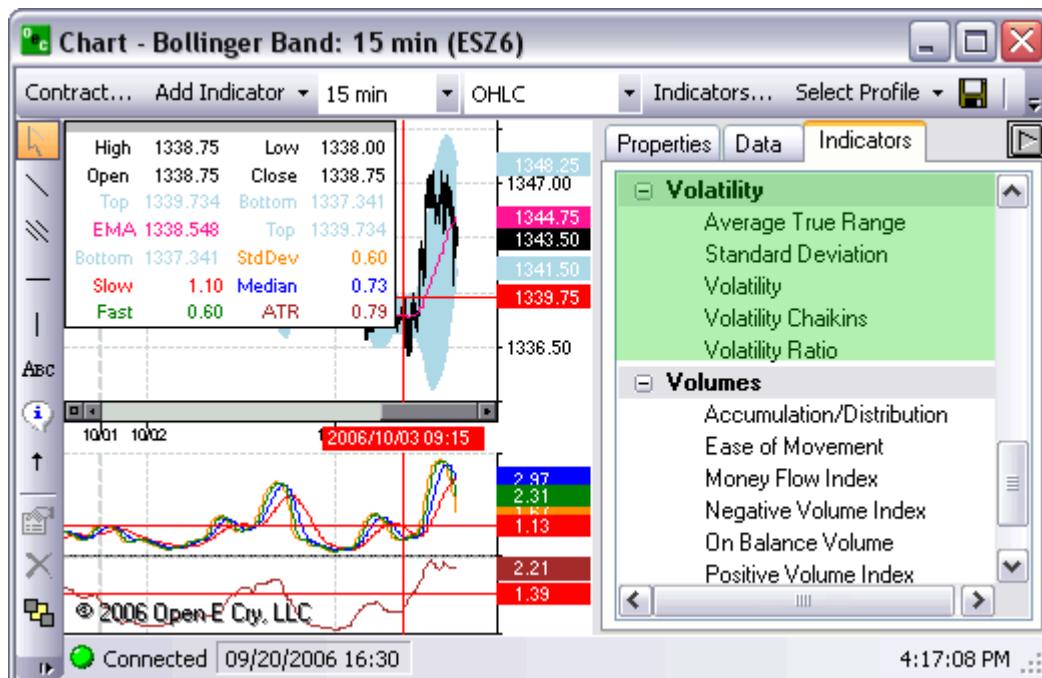 Chart - Bollinger Band: 15 min (ESZ6)
Contract... Add Indicator 15 min OHLC Indicators... Select Profile
High 1338.75 Low 1338.00
Open 1338.75 Close 1338.75
Top 1339.734 Bottom 1337.341
EMA 1338.548 Top 1339.734
Bottom 1337.341 StdDev 0.60
Slow 1.10 Median 0.73
Fast 0.60 ATR 0.79
1348.25
1347.00
1344.75
1343.50
1341.50
1339.75
1336.50
ABC
10/01 10/02
2006/10/03 09:15
2.97
2.31
1.13
2.21
1.39
© 2006 Open E Cry, LLC
Properties Data Indicators
Volatility
Average True Range
Standard Deviation
Volatility
Volatility Chaikins
Volatility Ratio
Volumes
Accumulation/Distribution
Ease of Movement
Money Flow Index
Negative Volume Index
On Balance Volume
Positive Volume Index
Connected 09/20/2006 16:30 4:17:08 PM